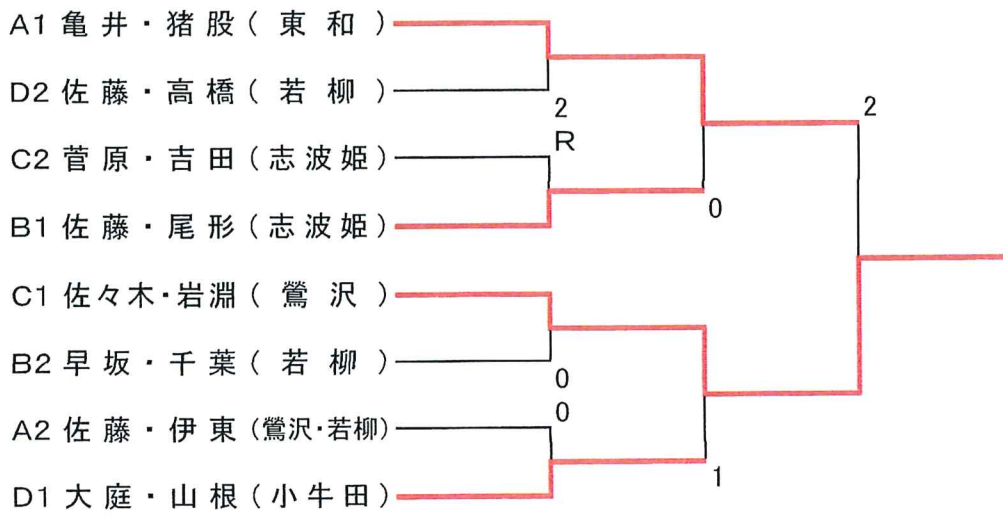 A1 亀井・猪股(東和)
D2 佐藤・高橋(若柳)
2
2
R
C2 菅原・吉田(志波姫)
0
B1 佐藤・尾形(志波姫)
C1 佐々木・岩淵(鶯沢)
B2 早坂・千葉(若柳)
0
0
A2 佐藤・伊東(鶯沢・若柳)
1
D1 大庭・山根(小牛田)